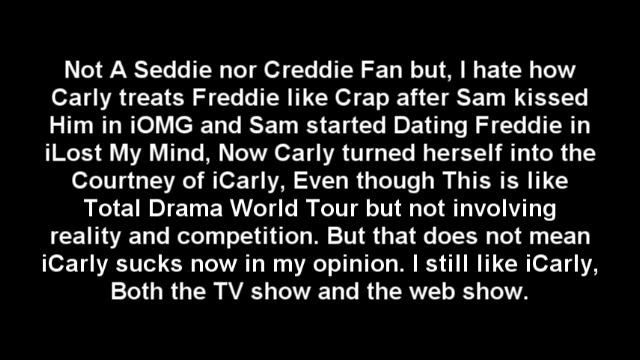 Not A Seddie nor Creddie Fan but, I hate how
Carly treats Freddie like Crap after Sam kissed
Him in iOMG and Sam started Dating Freddie in
iLost My Mind, Now Carly turned herself into the
Courtney of iCarly, Even though This is like
Total Drama World Tour but not involving
reality and competition. But that does not mean
iCarly sucks now in my opinion. I still like iCarly,
Both the TV show and the web show.